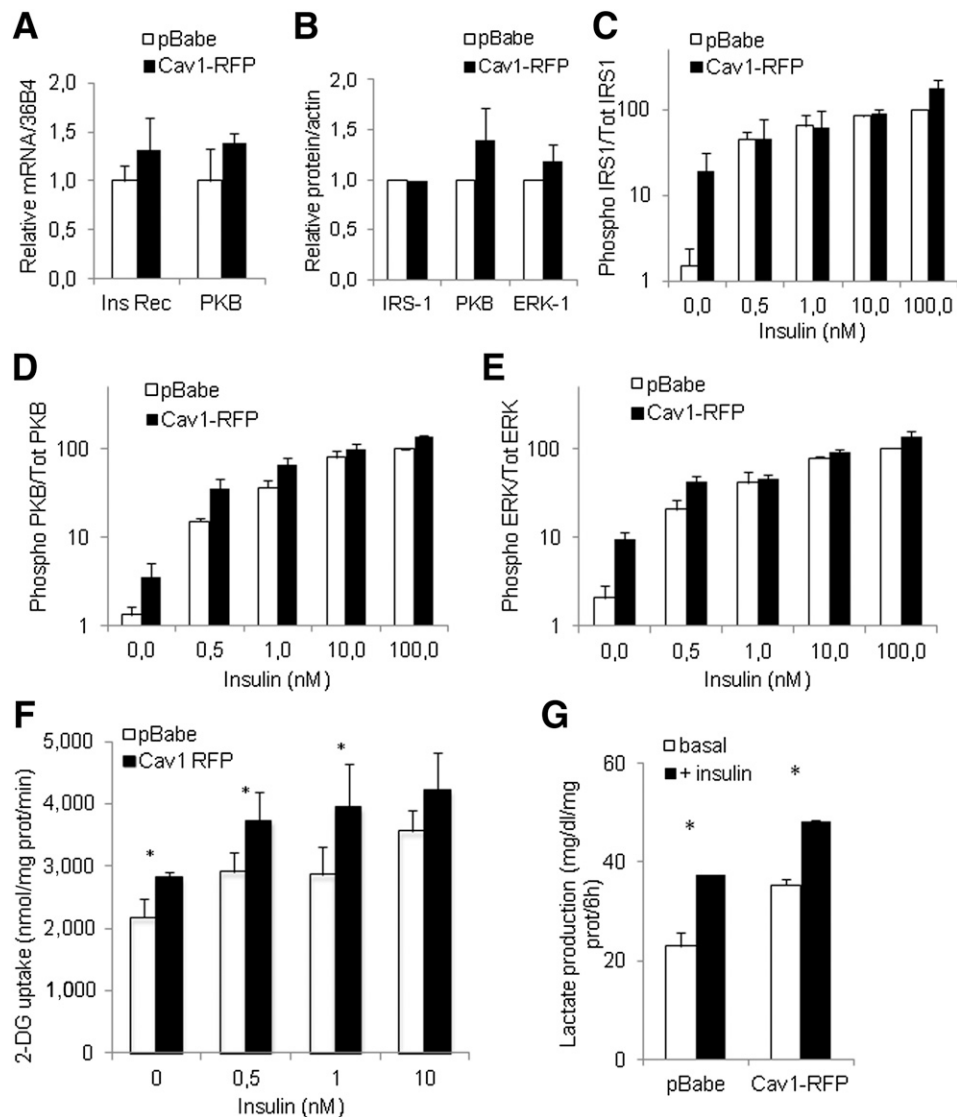 A
pBabe
Cav1-RFP
Relative mRNA/36B4
2,0
1,5
1,0
0,5
0,0
Ins Rec PKB
B
pBabe
Cav1-RFP
Relative protein/actin
2,0
1,5
1,0
0,5
0,0
IRS-1 PKB ERK-1
C
pBabe
Cav1-RFP
Phospho IRS1/Tot IRS1
100
10
1
0,0 0,5 1,0 10,0 100,0
Insulin (nM)
D
pBabe
Cav1-RFP
Phospho PKB/Tot PKB
100
10
1
0,0 0,5 1,0 10,0 100,0
Insulin (nM)
E
pBabe
Cav1-RFP
Phospho ERK/Tot ERK
100
10
1
0,0 0,5 1,0 10,0 100,0
Insulin (nM)
F
pBabe
Cav1 RFP
2-DG uptake (nmol/mg prot/min)
5,000
4,000
3,000
2,000
1,000
0
* * *
0 0,5 1 10
Insulin (nM)
G
basal
+ insulin
Lactate production (mg/dl/mg
prot/6h)
60
40
20
0
* *
pBabe Cav1-RFP